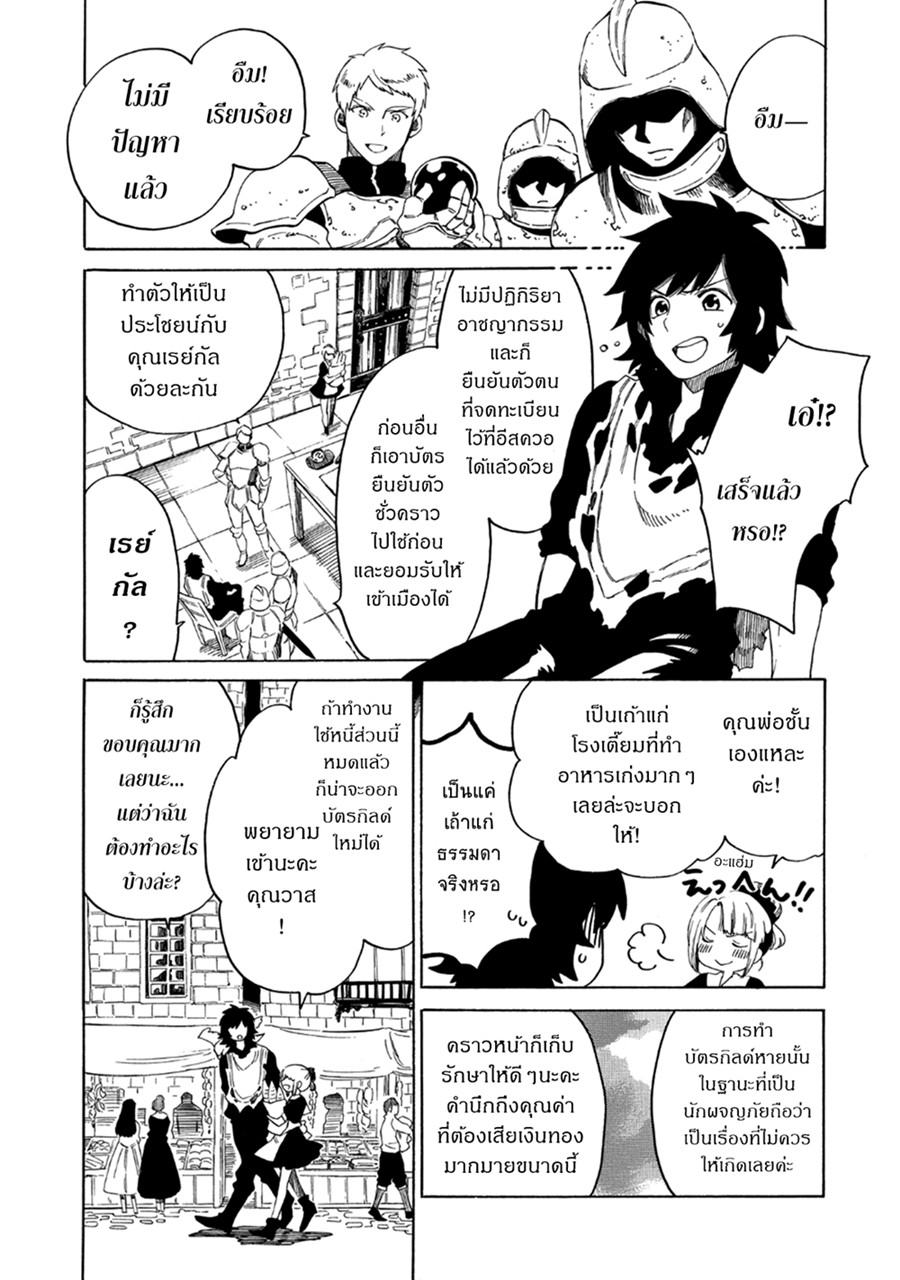 อืม—
อืม!
เรียบร้อย
ไม่มี
ปัญหา
แล้ว
เอ๋!?
เสร็จแล้ว
หรอ!?
ไม่มีปฏิกิริยา
อาชญากรรม
และก็
ยืนยันตัวตน
ที่จดทะเบียน
ไว้ที่อีสควอ
ได้แล้วด้วย
ก่อนอื่น
ก็เอาบัตร
ยืนยันตัว
ชั่วคราว
ไปใช้ก่อน
และยอมรับให้
เข้าเมืองได้
ทำตัวให้เป็น
ประโยชน์กับ
คุณเรย์กัล
ด้วยละกัน
เรย์
กัล
?
คุณพ่อชั้น
เองแหละ
ค่ะ!
เป็นเถ้าแก่
โรงเตี๊ยมที่ทำ
อาหารเก่งมากๆ
เลยล่ะจะบอก
ให้!
อะแฮ่ม
เป็นแค่
เถ้าแก่
ธรรมดา
จริงหรอ
!?
การทำ
บัตรกิลด์หายนั้น
ในฐานะที่เป็น
นักผจญภัยถือว่า
เป็นเรื่องที่ไม่ควร
ให้เกิดเลยค่ะ
คราวหน้าก็เก็บ
รักษาให้ดีๆนะคะ
คำนึกถึงคุณค่า
ที่ต้องเสียเงินทอง
มากมายขนาดนี้
ถ้าทำงาน
ใช้หนี้ส่วนนี้
หมดแล้ว
ก็น่าจะออก
บัตรกิลด์
ใหม่ได้
พยายาม
เข้านะคะ
คุณวาส
!
ก็รู้สึก
ขอบคุณมาก
เลยนะ...
แต่ว่าฉัน
ต้องทำอะไร
บ้างล่ะ?